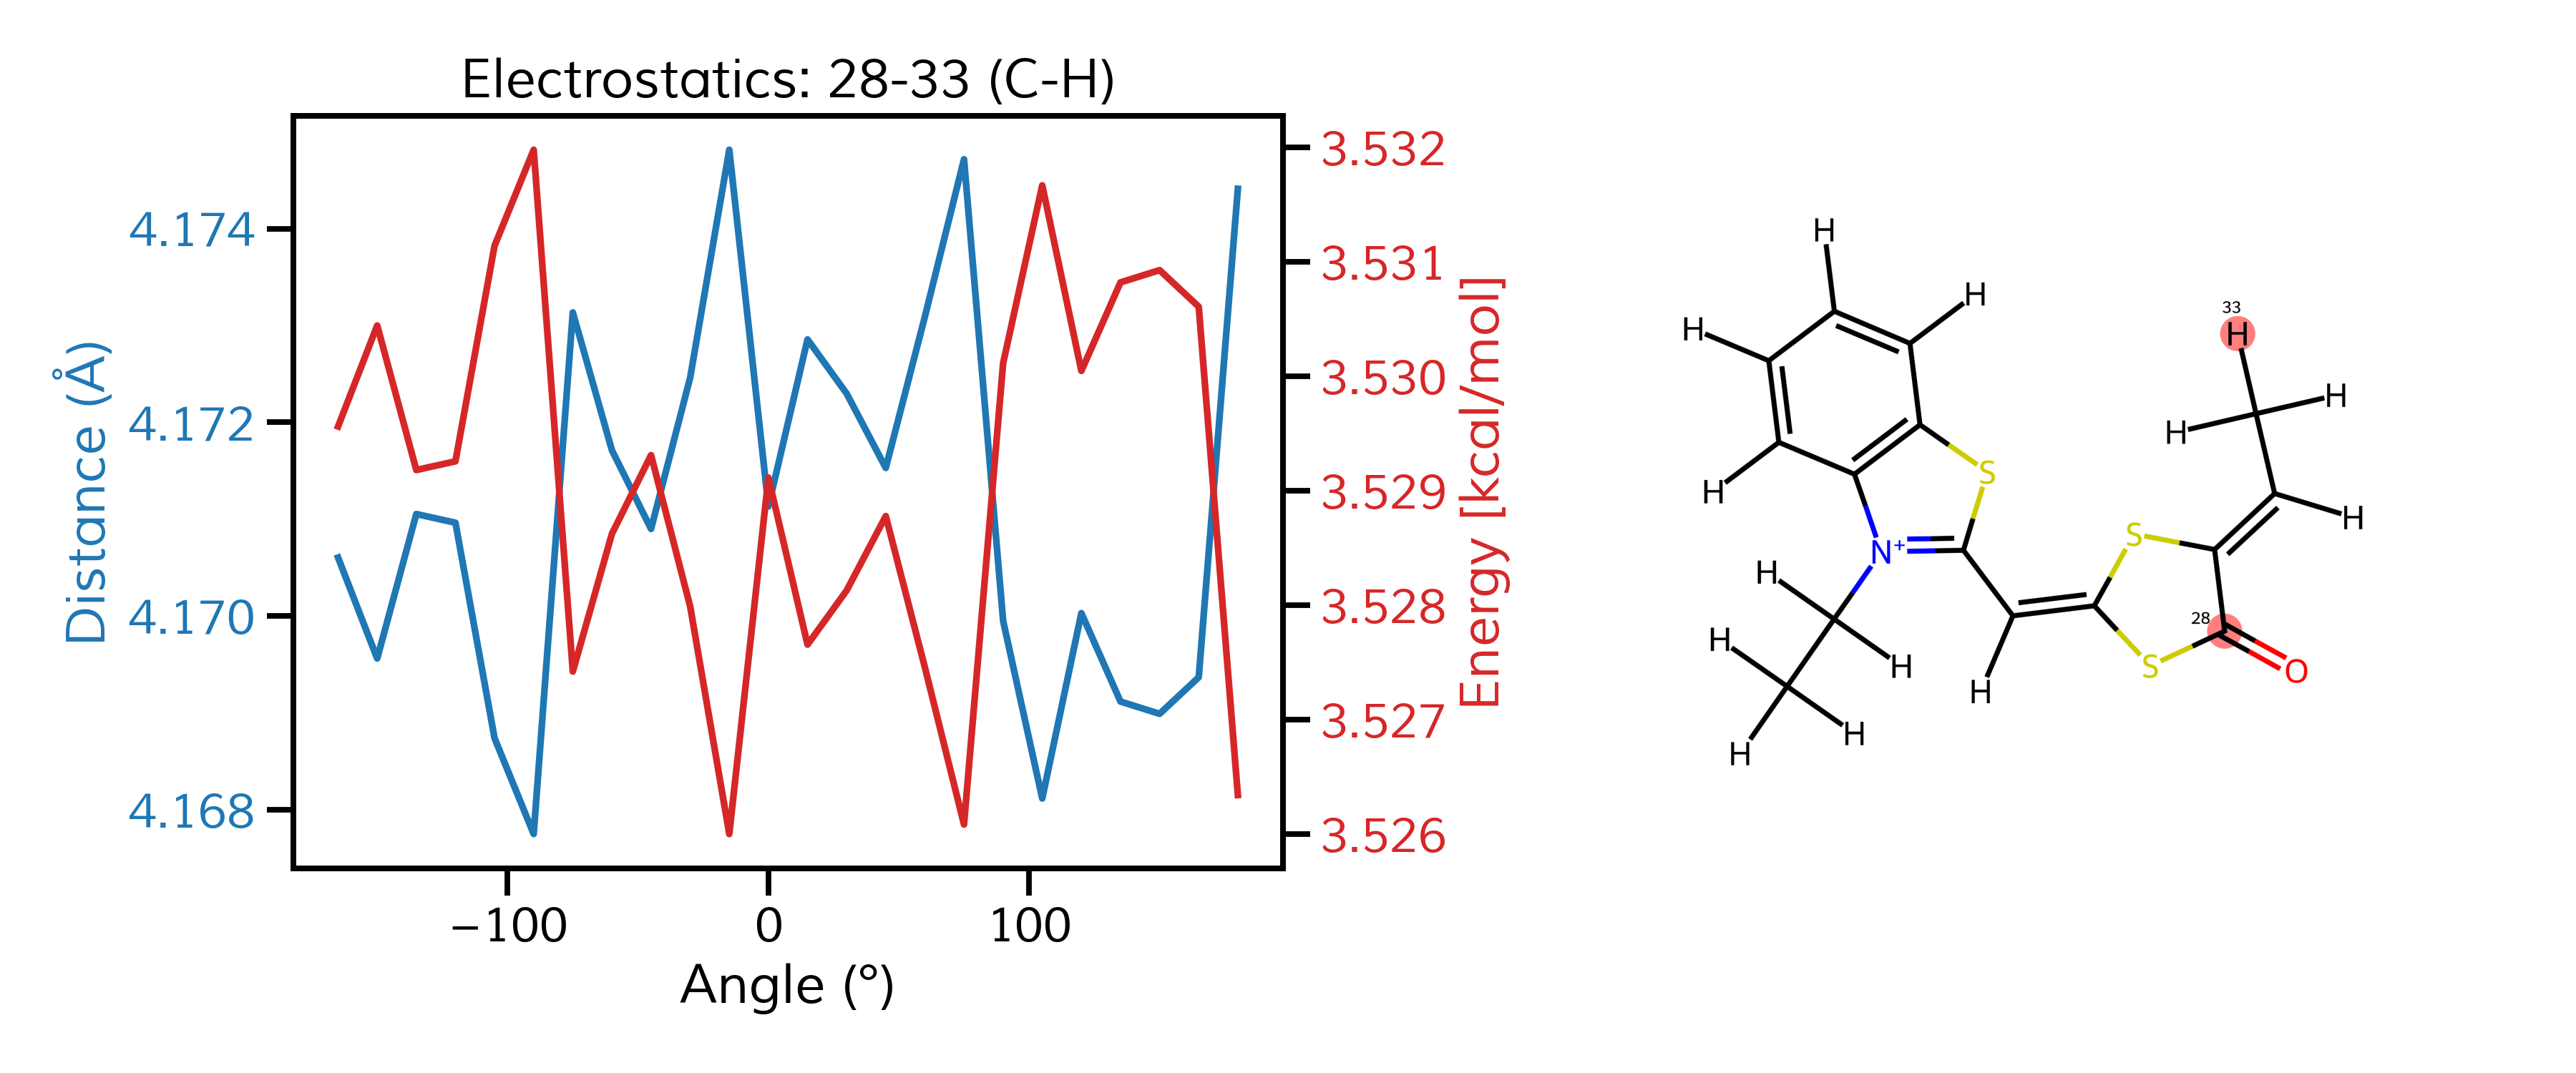 Electrostatics: 28-33 (C-H)
Distance (Å)
4.174
4.172
4.170
4.168
3.532
3.531
3.530
3.529
3.528
3.527
3.526
Energy [kcal/mol]
−100 0 100
Angle (°)
H
H
H
H
S
N⁺
H
H
H
H
H
H
S
S
O
28
33
H
H
H
H